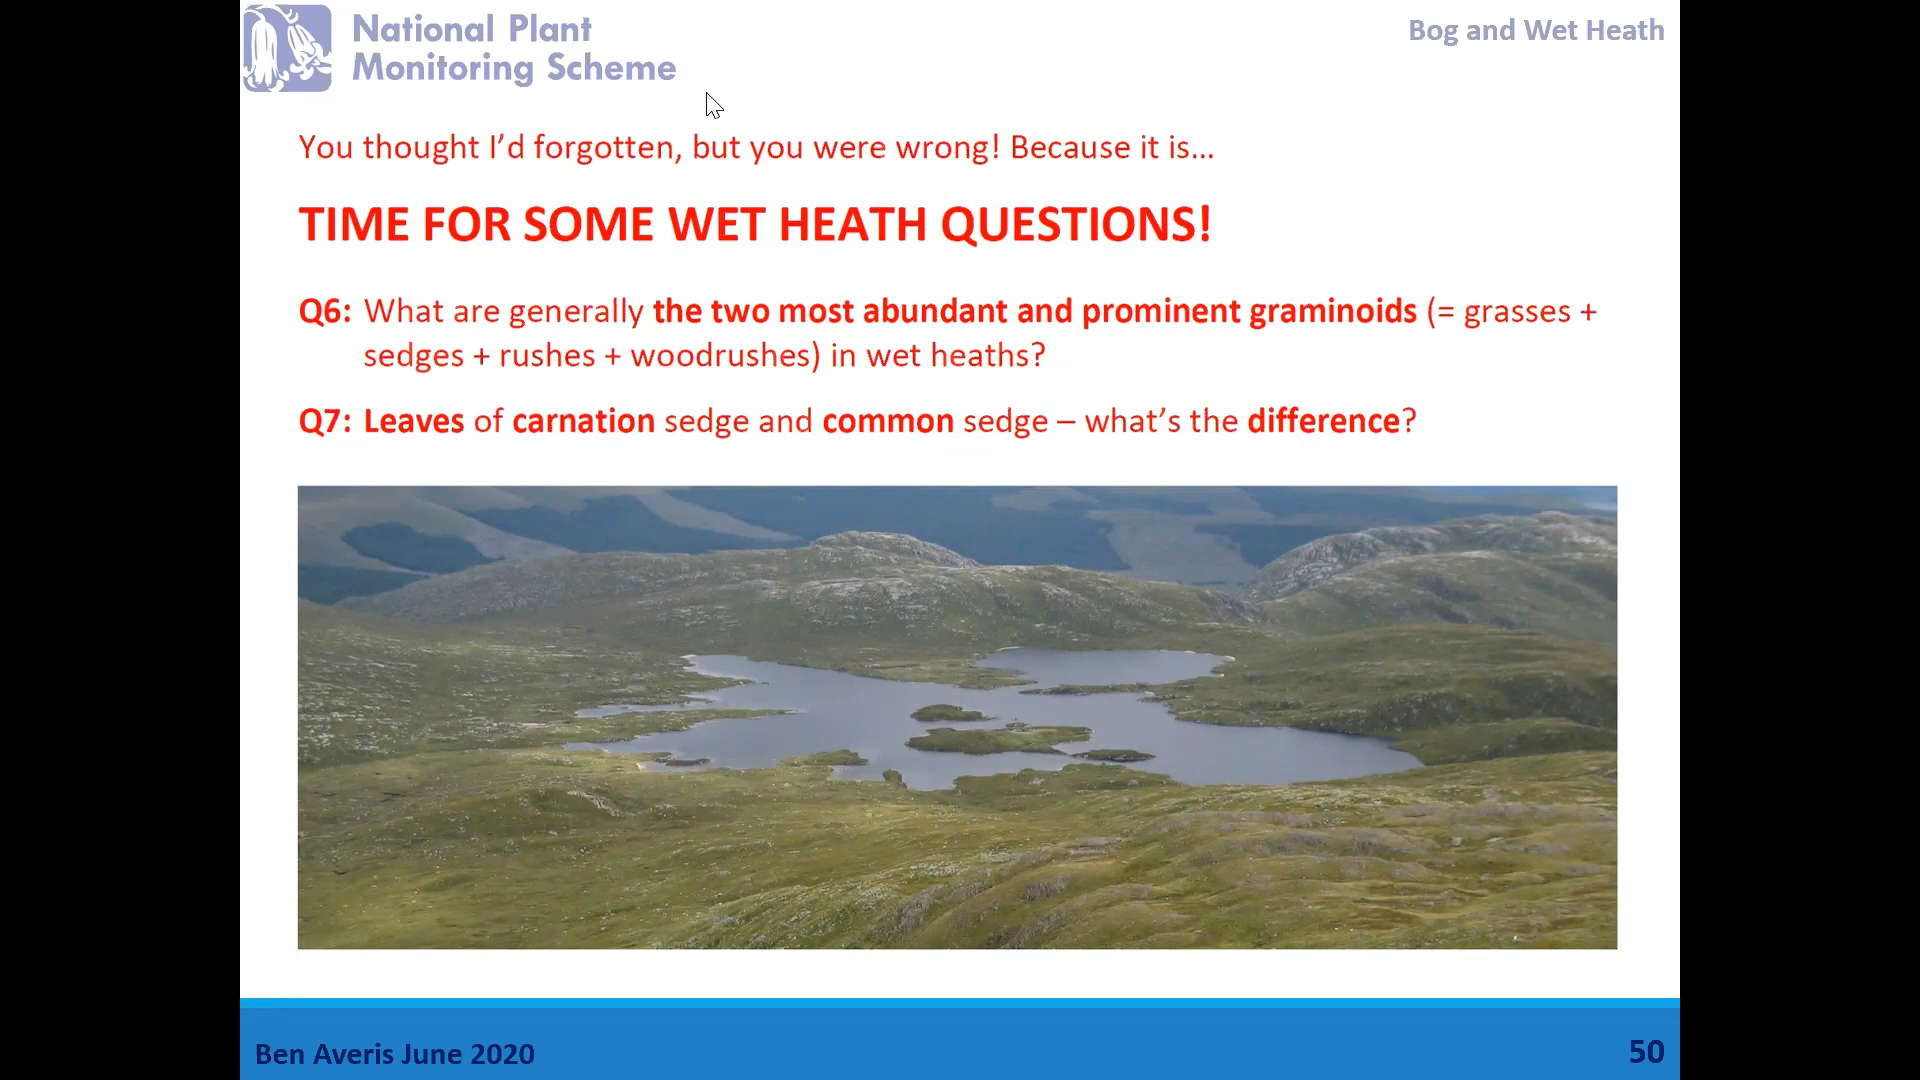 National Plant
Monitoring Scheme
Bog and Wet Heath
You thought I’d forgotten, but you were wrong! Because it is…
TIME FOR SOME WET HEATH QUESTIONS!
Q6: What are generally the two most abundant and prominent graminoids (= grasses +
sedges + rushes + woodrushes) in wet heaths?
Q7: Leaves of carnation sedge and common sedge – what’s the difference?
Ben Averis June 2020
50